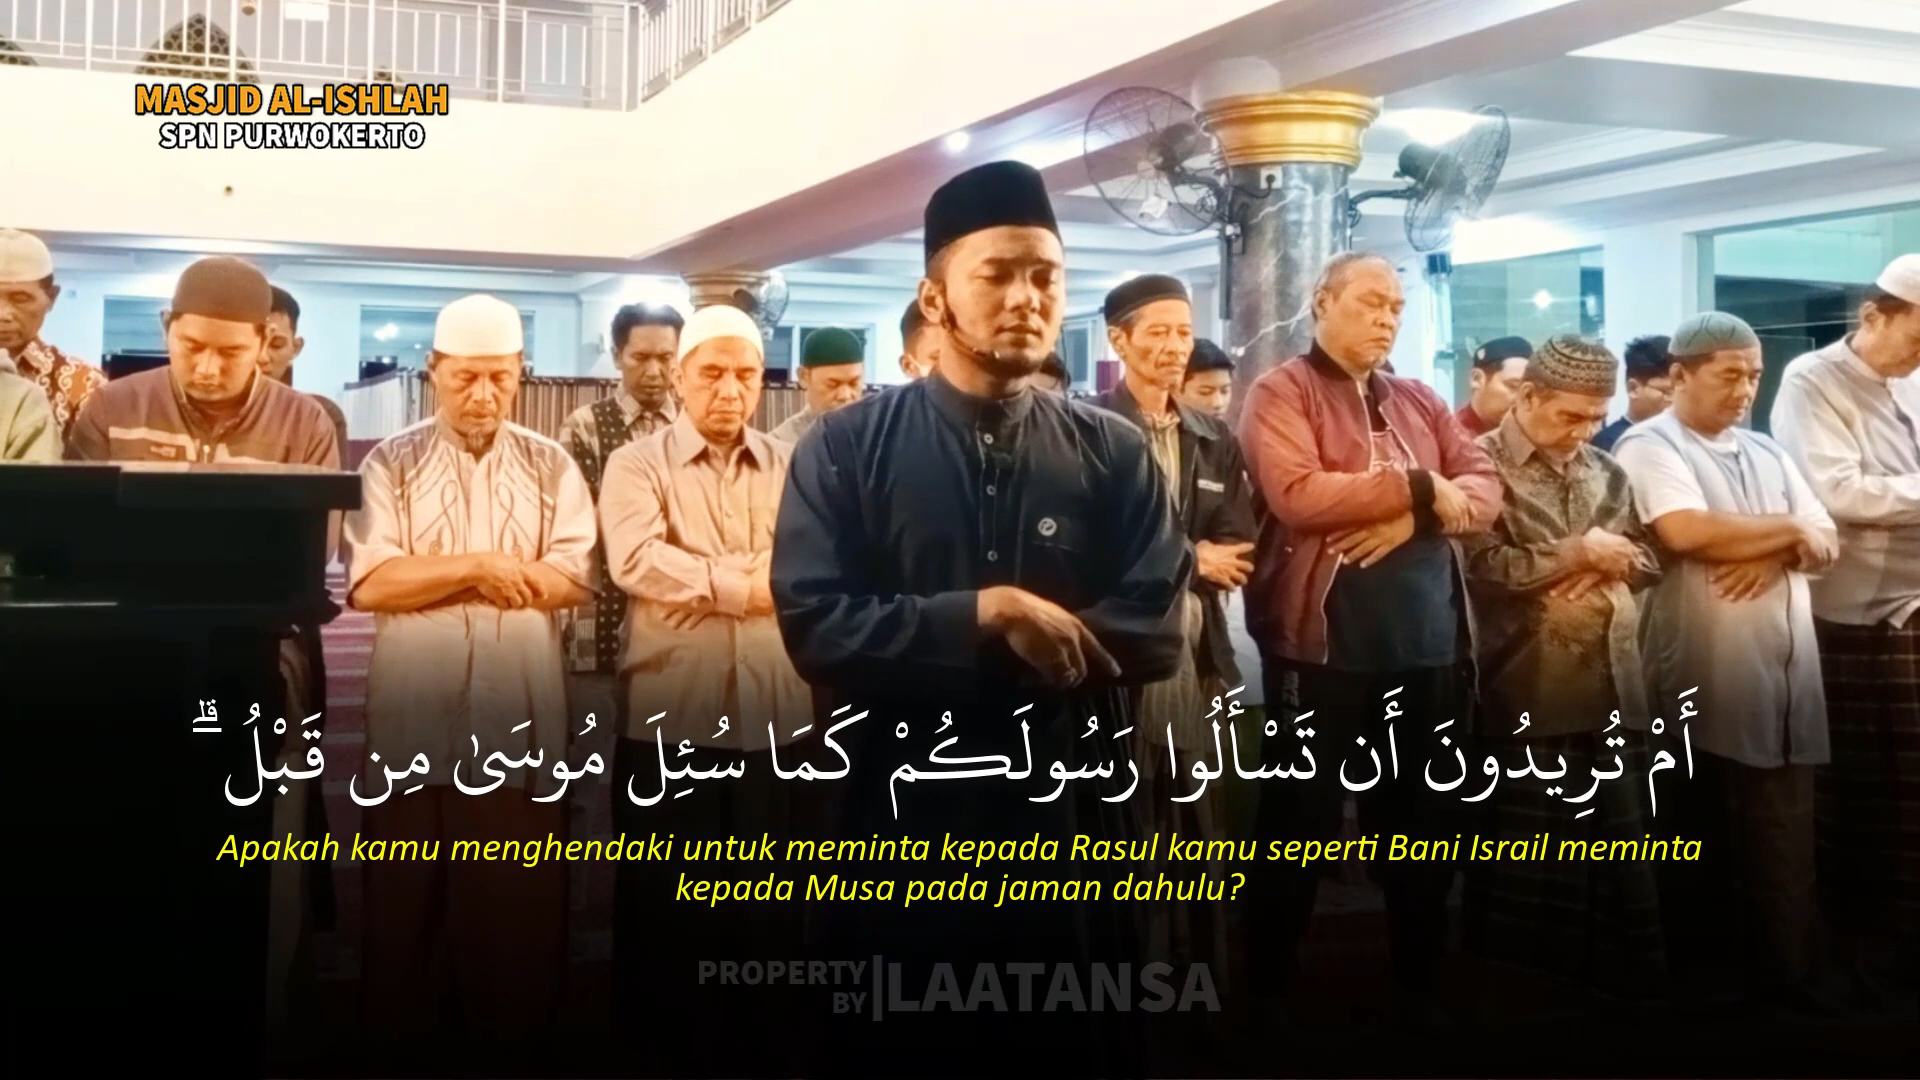 MASJID AL-ISHLAH
SPN PURWOKERTO
أَمْ تُرِيدُونَ أَن تَسْأَلُوا رَسُولَكُمْ كَمَا سُئِلَ مُوسَىٰ مِن قَبْلُ ۗ
Apakah kamu menghendaki untuk meminta kepada Rasul kamu seperti Bani Israil meminta
kepada Musa pada jaman dahulu?
PROPERTY
BY
LAATANSA